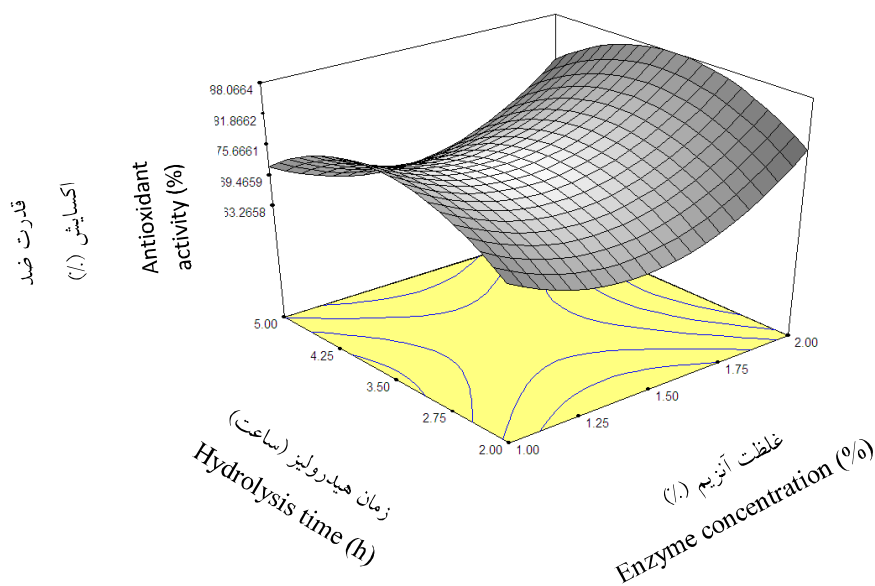 قدرت ضد
اکسایش (٪)
Antioxidant
activity (%)
88.0664
81.8662
75.6661
69.4659
63.2658
5.00
4.25
3.50
2.75
2.00
1.00
1.25
1.50
1.75
2.00
زمان هیدرولیز (ساعت)
Hydrolysis time (h)
غلظت آنزیم (٪)
Enzyme concentration (%)